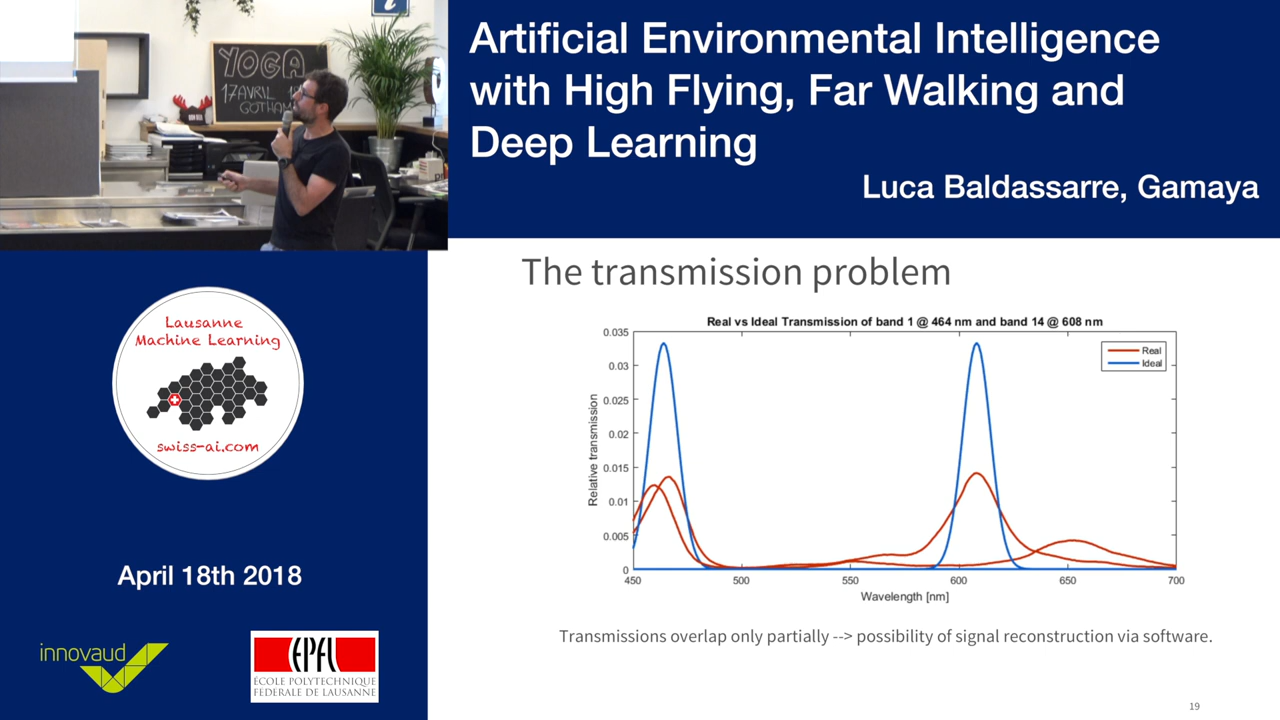 YOGA
17 AVRIL
GOTHAM
Artificial Environmental Intelligence
with High Flying, Far Walking and
Deep Learning
Luca Baldassarre, Gamaya
Lausanne
Machine Learning
swiss-ai.com
April 18th 2018
innovaud
EPFL
ÉCOLE POLYTECHNIQUE
FÉDÉRALE DE LAUSANNE
The transmission problem
Real vs Ideal Transmission of band 1 @ 464 nm and band 14 @ 608 nm
Real
Ideal
Relative transmission
0.035
0.03
0.025
0.02
0.015
0.01
0.005
0
450 500 550 600 650 700
Wavelength [nm]
Transmissions overlap only partially --> possibility of signal reconstruction via software.
19